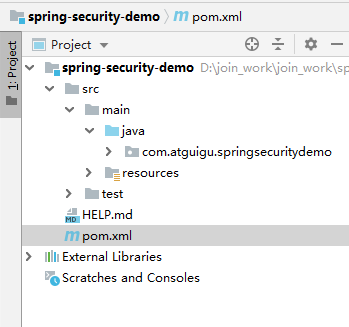 spring-security-demo > pom.xml
Project
1: Project
spring-security-demo D:\join_work\join_work\sp
src
main
java
com.atguigu.springsecuritydemo
resources
test
HELP.md
pom.xml
External Libraries
Scratches and Consoles